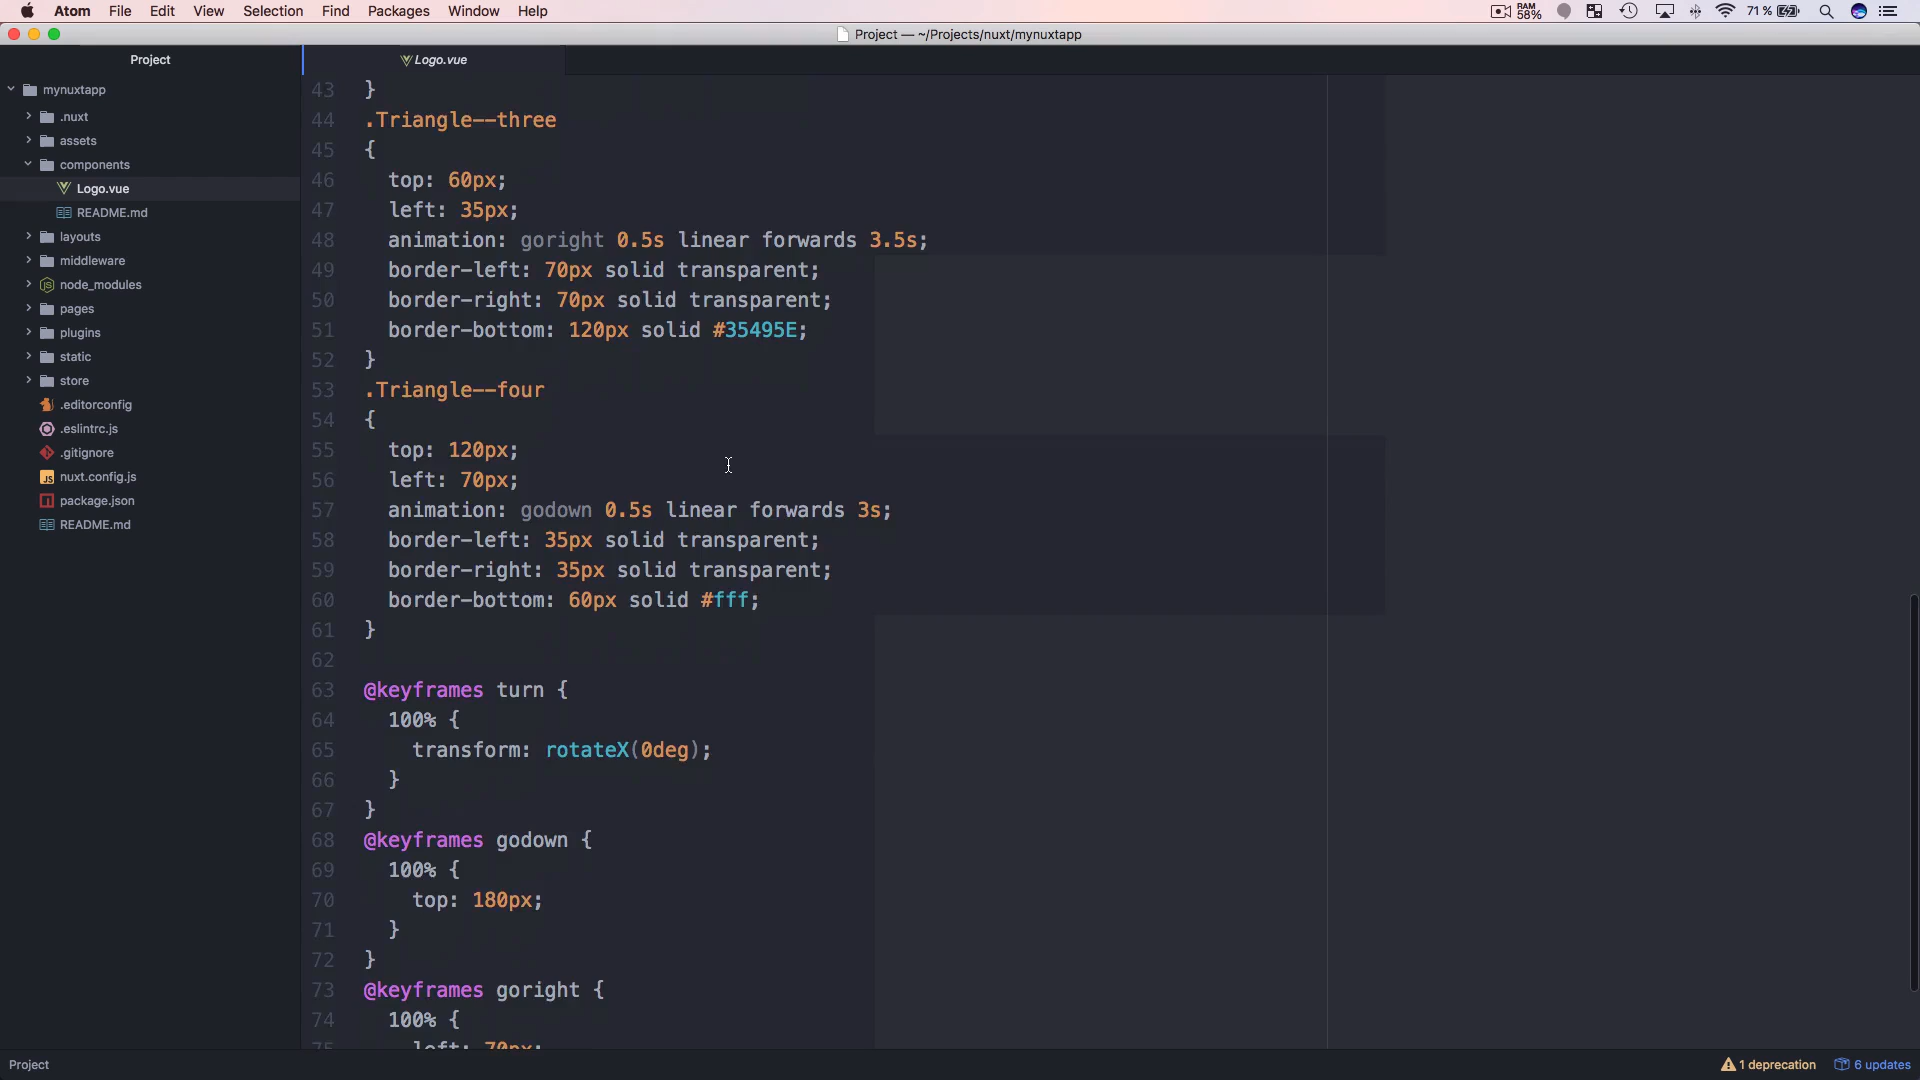 Atom File Edit View Selection Find Packages Window Help RAM 58% 71 %
Project — ~/Projects/nuxt/mynuxtapp
Project
Logo.vue
mynuxtapp
.nuxt
assets
components
Logo.vue
README.md
layouts
middleware
node_modules
pages
plugins
static
store
.editorconfig
.eslintrc.js
.gitignore
nuxt.config.js
package.json
README.md
43 }
44 .Triangle--three
45 {
46 top: 60px;
47 left: 35px;
48 animation: goright 0.5s linear forwards 3.5s;
49 border-left: 70px solid transparent;
50 border-right: 70px solid transparent;
51 border-bottom: 120px solid #35495E;
52 }
53 .Triangle--four
54 {
55 top: 120px;
56 left: 70px;
57 animation: godown 0.5s linear forwards 3s;
58 border-left: 35px solid transparent;
59 border-right: 35px solid transparent;
60 border-bottom: 60px solid #fff;
61 }
62
63 @keyframes turn {
64 100% {
65 transform: rotateX(0deg);
66 }
67 }
68 @keyframes godown {
69 100% {
70 top: 180px;
71 }
72 }
73 @keyframes goright {
74 100% {
75 left: 70px;
Project
1 deprecation 6 updates